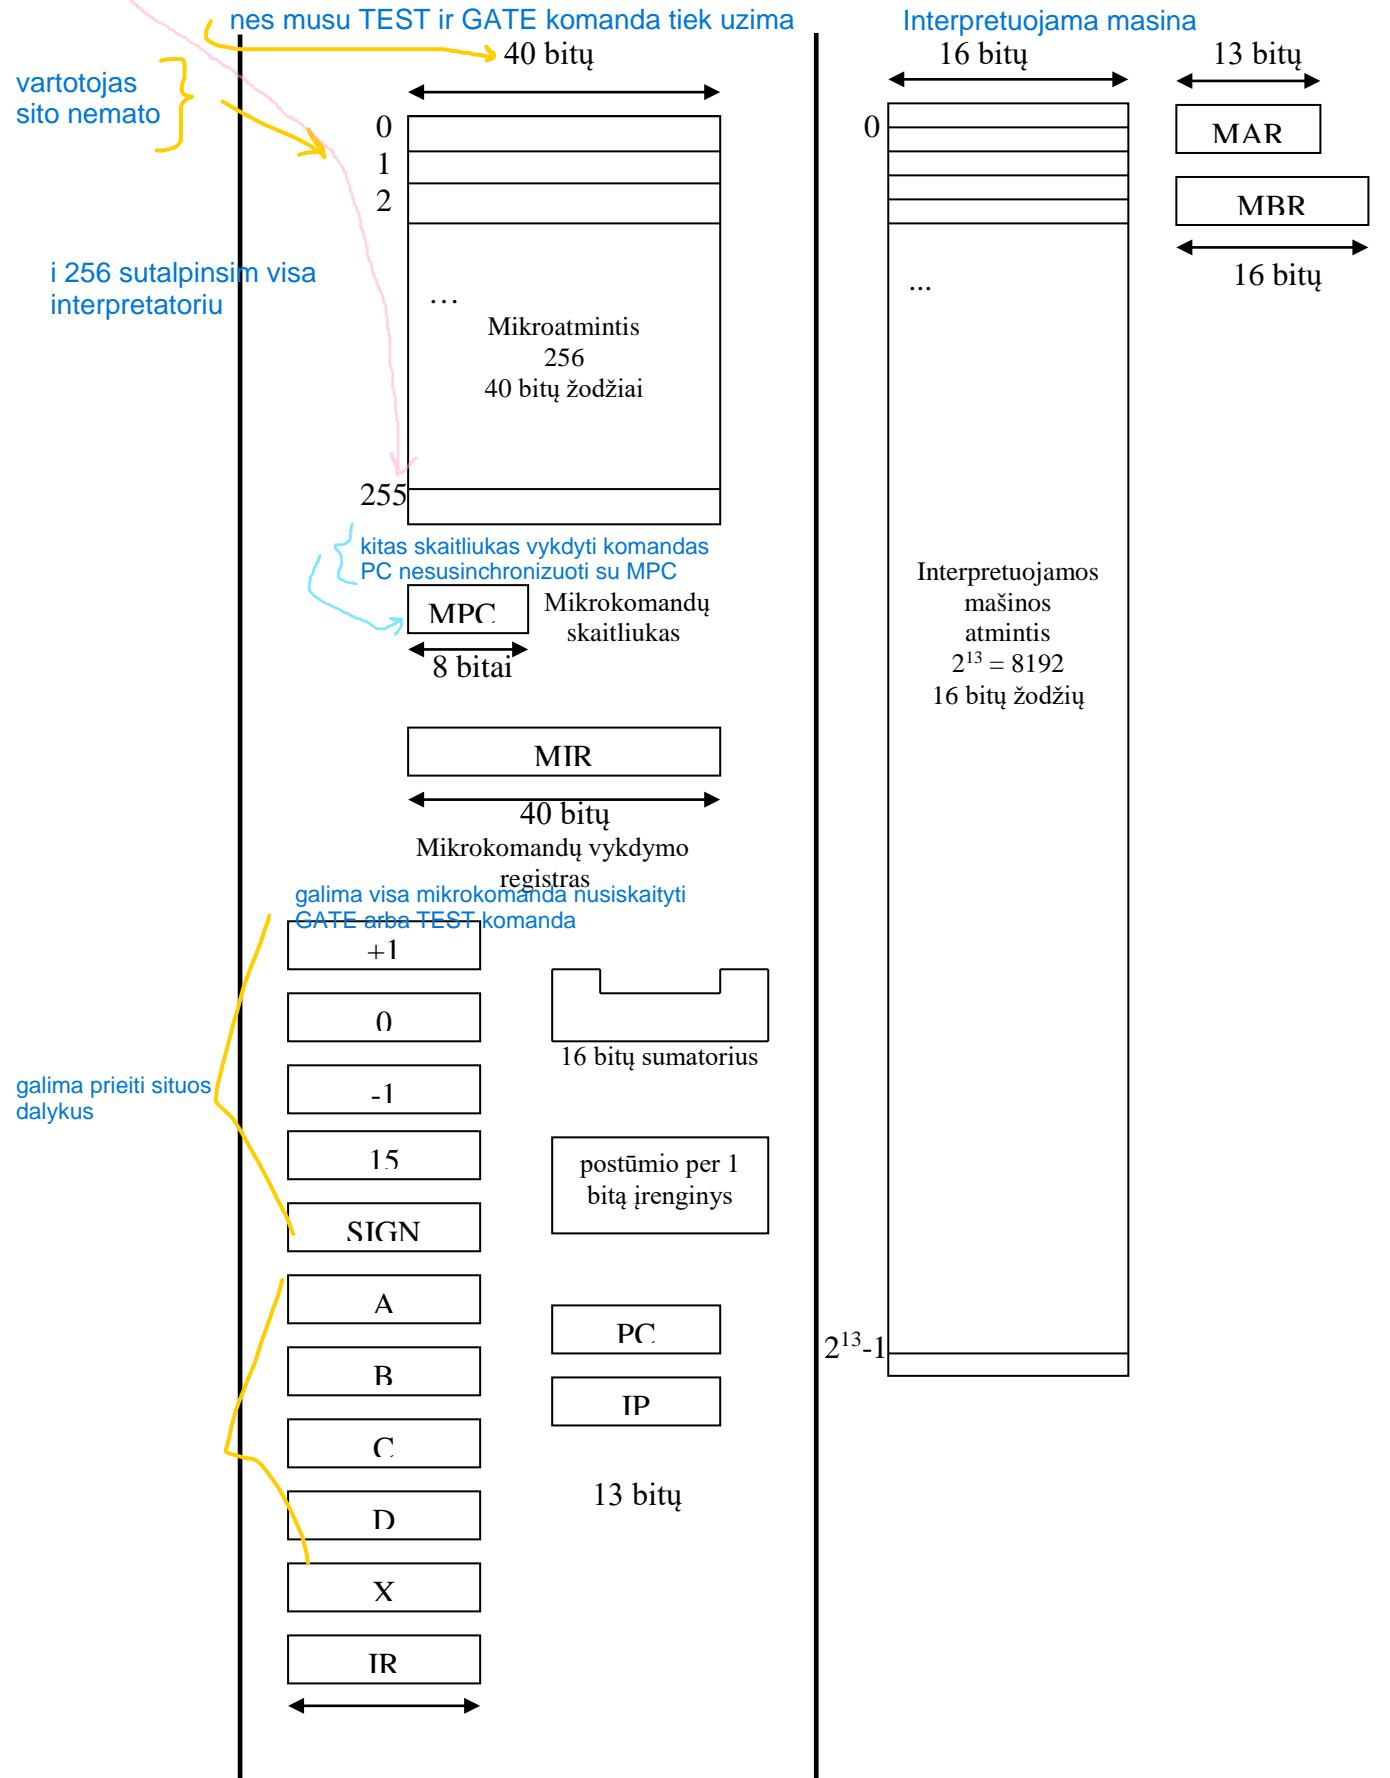 nes musu TEST ir GATE komanda tiek uzima
40 bitų
vartotojas
sito nemato
0
1
2
i 256 sutalpinsim visa
interpretatoriu
…
Mikroatmintis
256
40 bitų žodžiai
255
kitas skaitliukas vykdyti komandas
PC nesusinchronizuoti su MPC
MPC
Mikrokomandų
skaitliukas
8 bitai
MIR
40 bitų
Mikrokomandų vykdymo
registras
galima visa mikrokomanda nusiskaityti
GATE arba TEST komanda
+1
0
-1
15
SIGN
A
B
C
D
X
IR
galima prieiti situos
dalykus
16 bitų sumatorius
postūmio per 1
bitą įrenginys
PC
IP
13 bitų
Interpretuojama masina
16 bitų
13 bitų
0
MAR
MBR
16 bitų
...
Interpretuojamos
mašinos
atmintis
2¹³ = 8192
16 bitų žodžių
2¹³-1